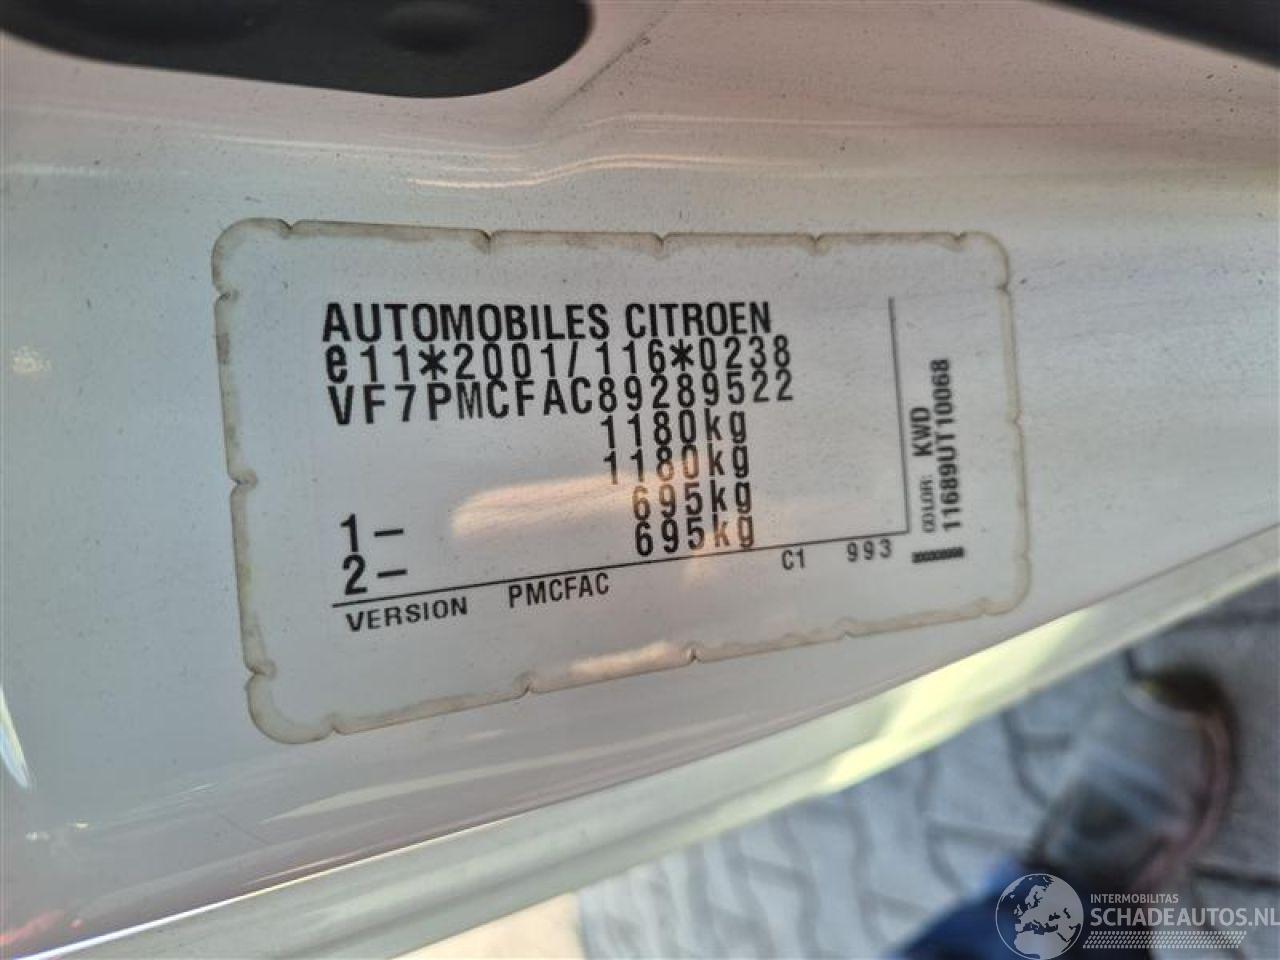 AUTOMOBILES CITROEN
e11*2001/116*0238
VF7PMCFAC89289522
1180kg
1180kg
1- 695kg
2- 695kg
VERSION PMCFAC C1 993
COLOR: KWD
11689UT10068
INTERMOBILITAS
SCHADEAUTOS.NL